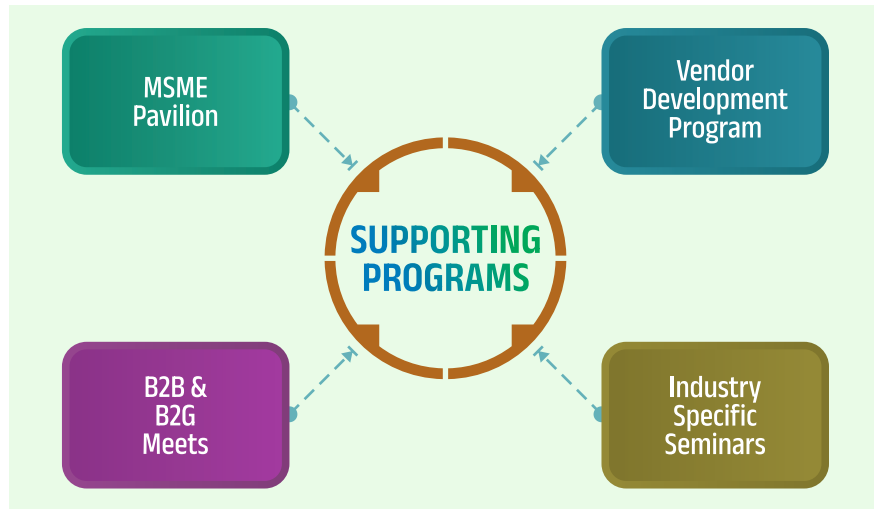 MSME
Pavilion
Vendor
Development
Program
SUPPORTING
PROGRAMS
B2B &
B2G
Meets
Industry
Specific
Seminars